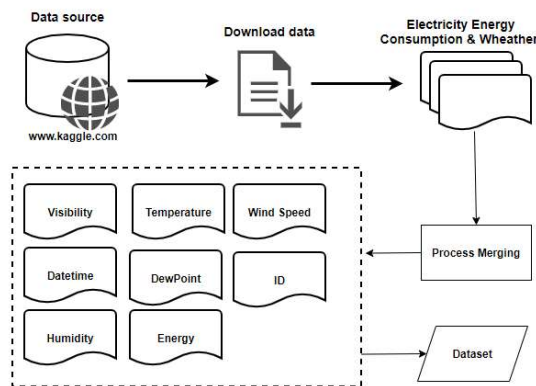 Data source
Download data
Electricity Energy
Consumption & Wheather
www.kaggle.com
Visibility
Temperature
Wind Speed
Datetime
DewPoint
ID
Humidity
Energy
Process Merging
Dataset